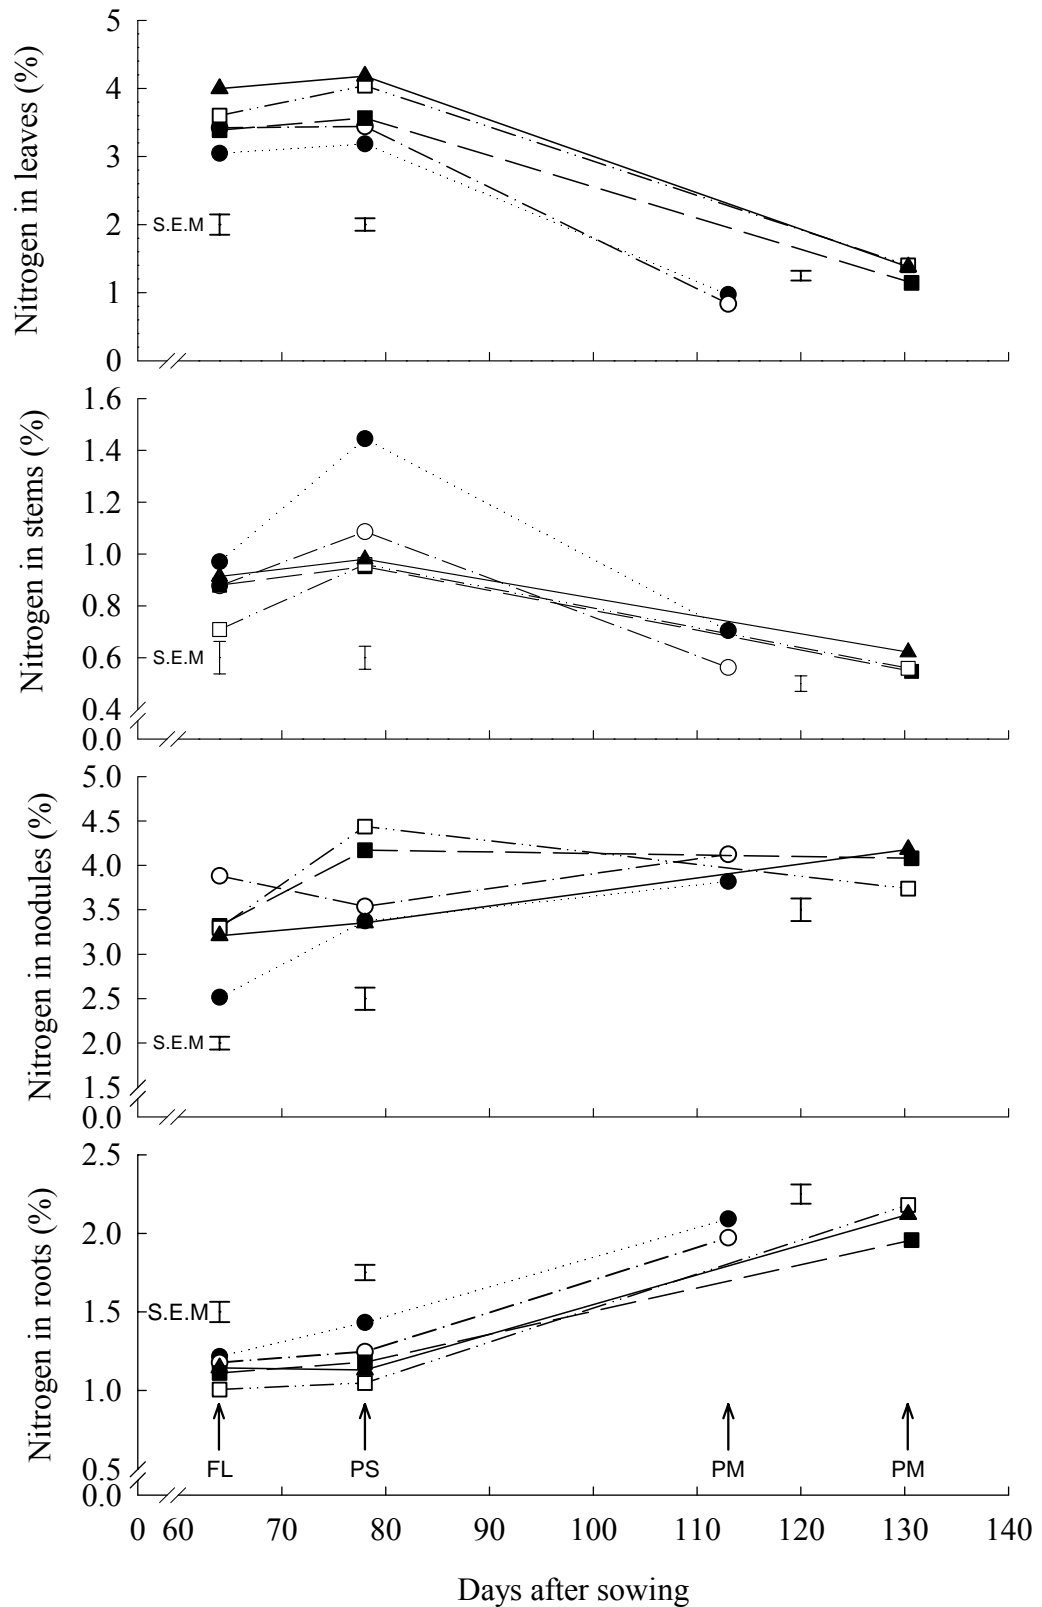 Nitrogen in leaves (%)
5
4
3
2
1
0
S.E.M
Nitrogen in stems (%)
1.6
1.4
1.2
1.0
0.8
0.6
0.4
0.0
S.E.M
Nitrogen in nodules (%)
5.0
4.5
4.0
3.5
3.0
2.5
2.0
1.5
0.0
S.E.M
Nitrogen in roots (%)
2.5
2.0
1.5
1.0
0.5
0.0
S.E.M
FL PS PM PM
0 60 70 80 90 100 110 120 130 140
Days after sowing